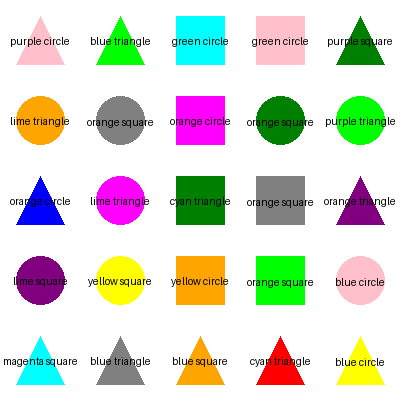 purple circle blue triangle green circle green circle purple square
lime triangle orange square orange circle orange square purple triangle
orange circle lime triangle cyan triangle orange square orange triangle
lime square yellow square yellow circle orange square blue circle
magenta square blue triangle blue square cyan triangle blue circle